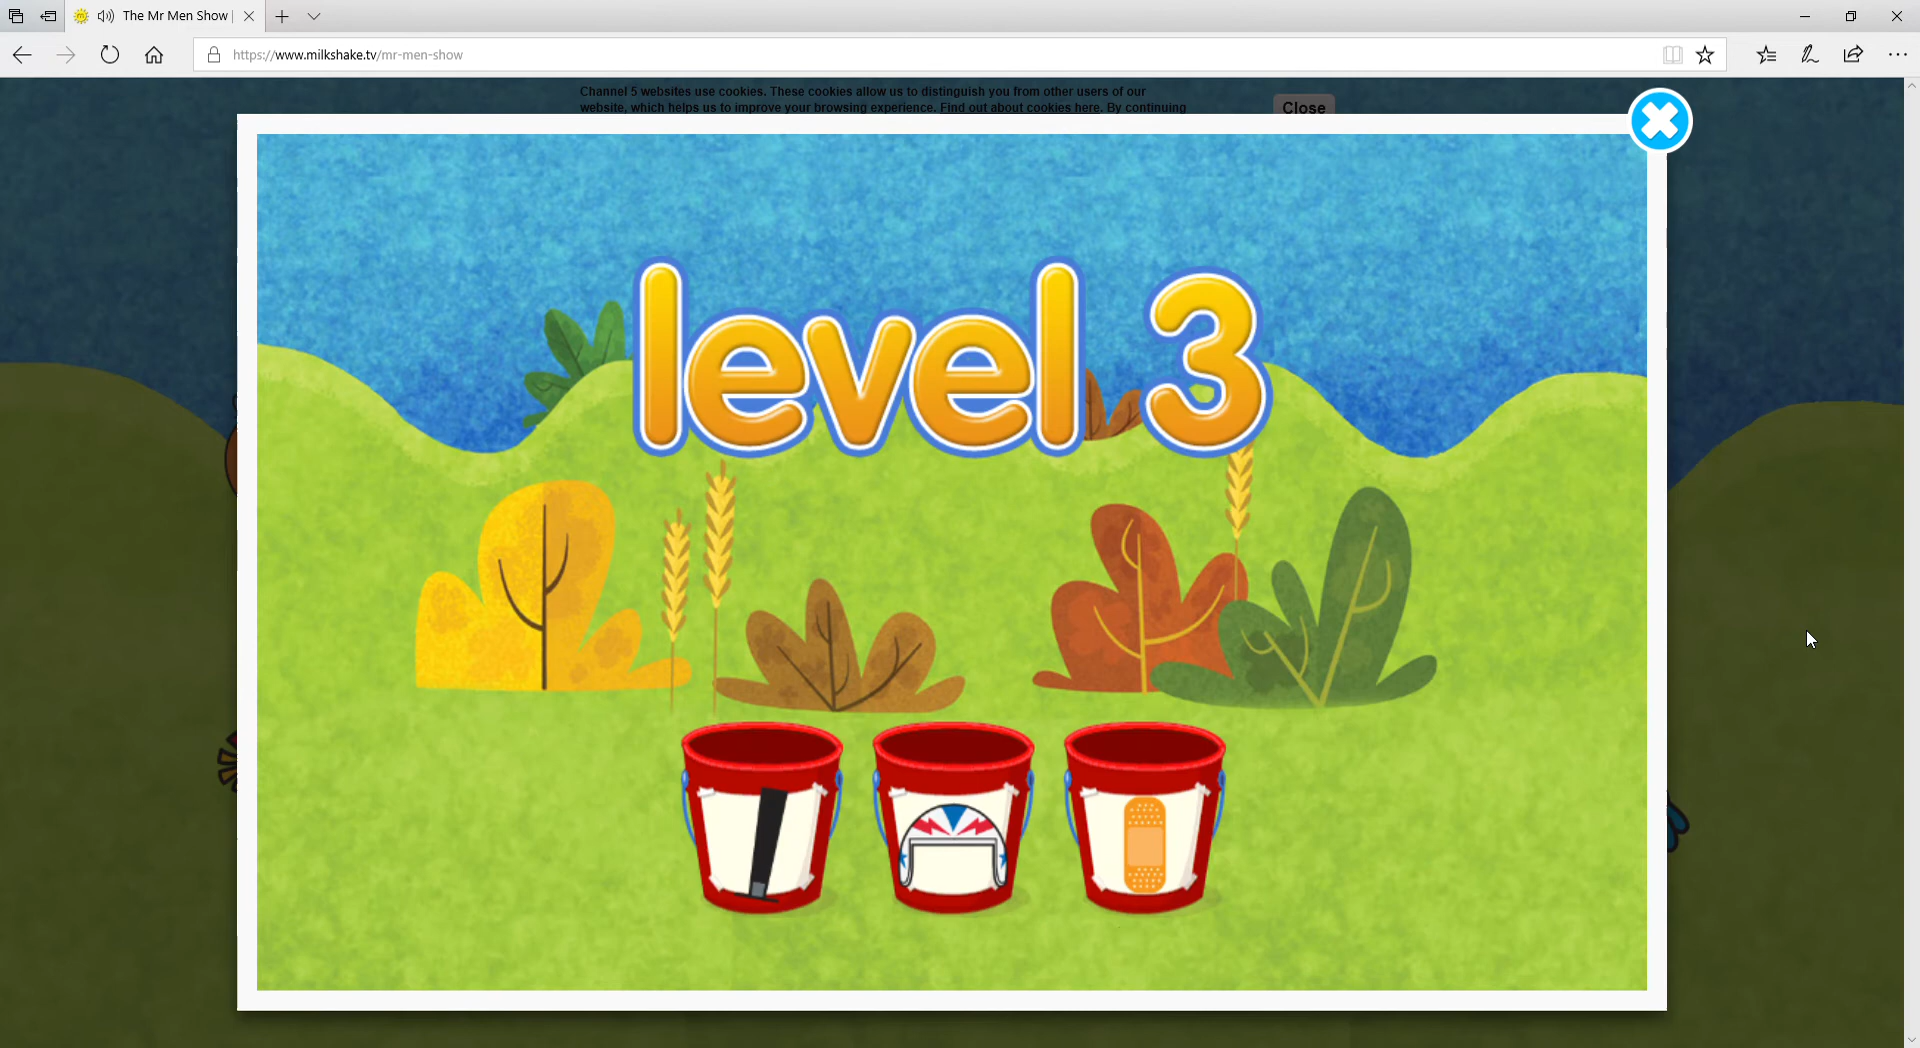 The Mr Men Show |
https://www.milkshake.tv/mr-men-show
Channel 5 websites use cookies. These cookies allow us to distinguish you from other users of our
website, which helps us to improve your browsing experience. Find out about cookies here. By continuing
Close
level 3